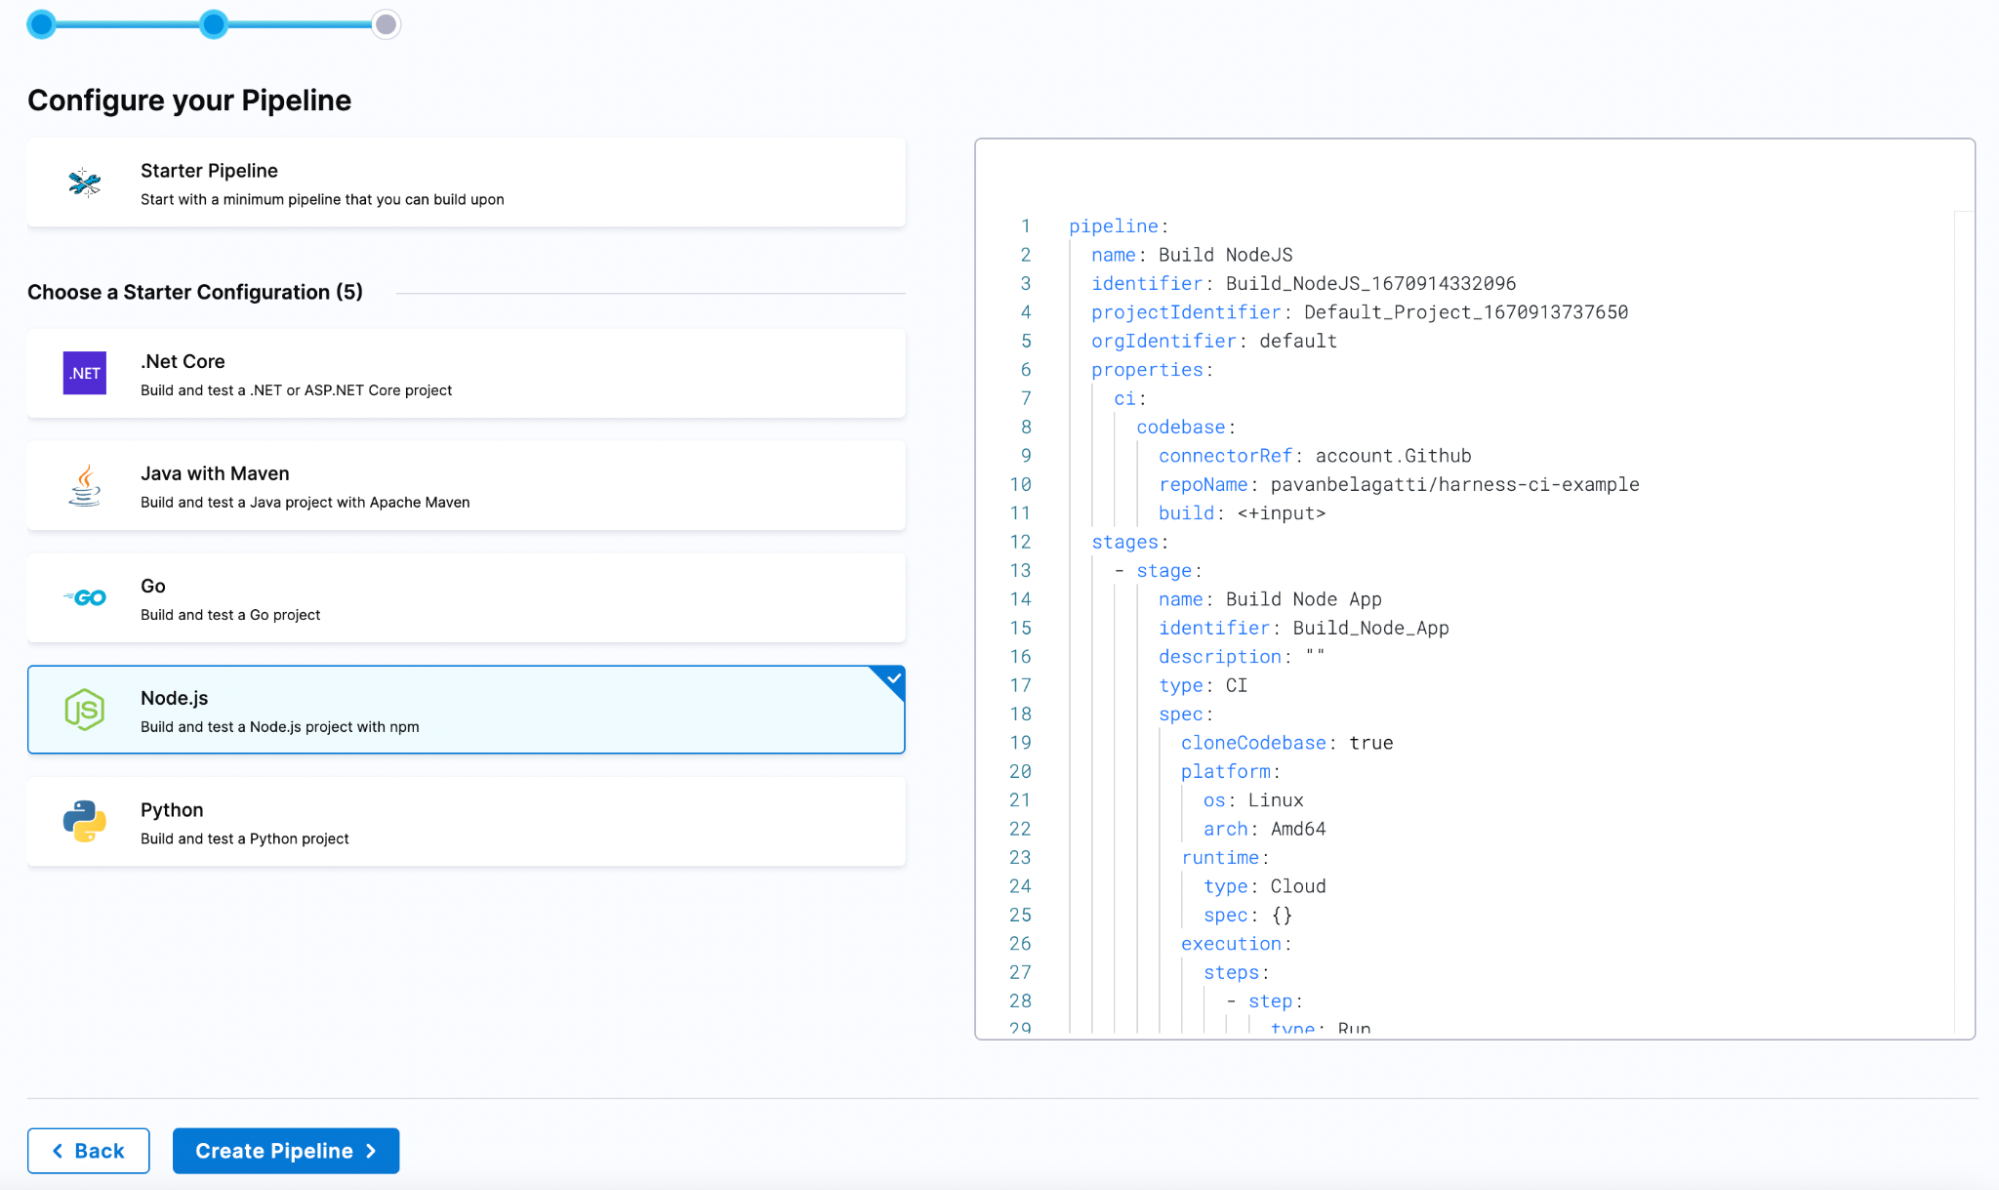 Configure your Pipeline
Starter Pipeline
Start with a minimum pipeline that you can build upon
Choose a Starter Configuration (5)
.NET
.Net Core
Build and test a .NET or ASP.NET Core project
Java with Maven
Build and test a Java project with Apache Maven
GO
Go
Build and test a Go project
JS
Node.js
Build and test a Node.js project with npm
Python
Build and test a Python project
1 pipeline:
2 name: Build NodeJS
3 identifier: Build_NodeJS_1670914332096
4 projectIdentifier: Default_Project_1670913737650
5 orgIdentifier: default
6 properties:
7 ci:
8 codebase:
9 connectorRef: account.Github
10 repoName: pavanbelagatti/harness-ci-example
11 build: <+input>
12 stages:
13 - stage:
14 name: Build Node App
15 identifier: Build_Node_App
16 description: ""
17 type: CI
18 spec:
19 cloneCodebase: true
20 platform:
21 os: Linux
22 arch: Amd64
23 runtime:
24 type: Cloud
25 spec: {}
26 execution:
27 steps:
28 - step:
29 type: Run
Back
Create Pipeline